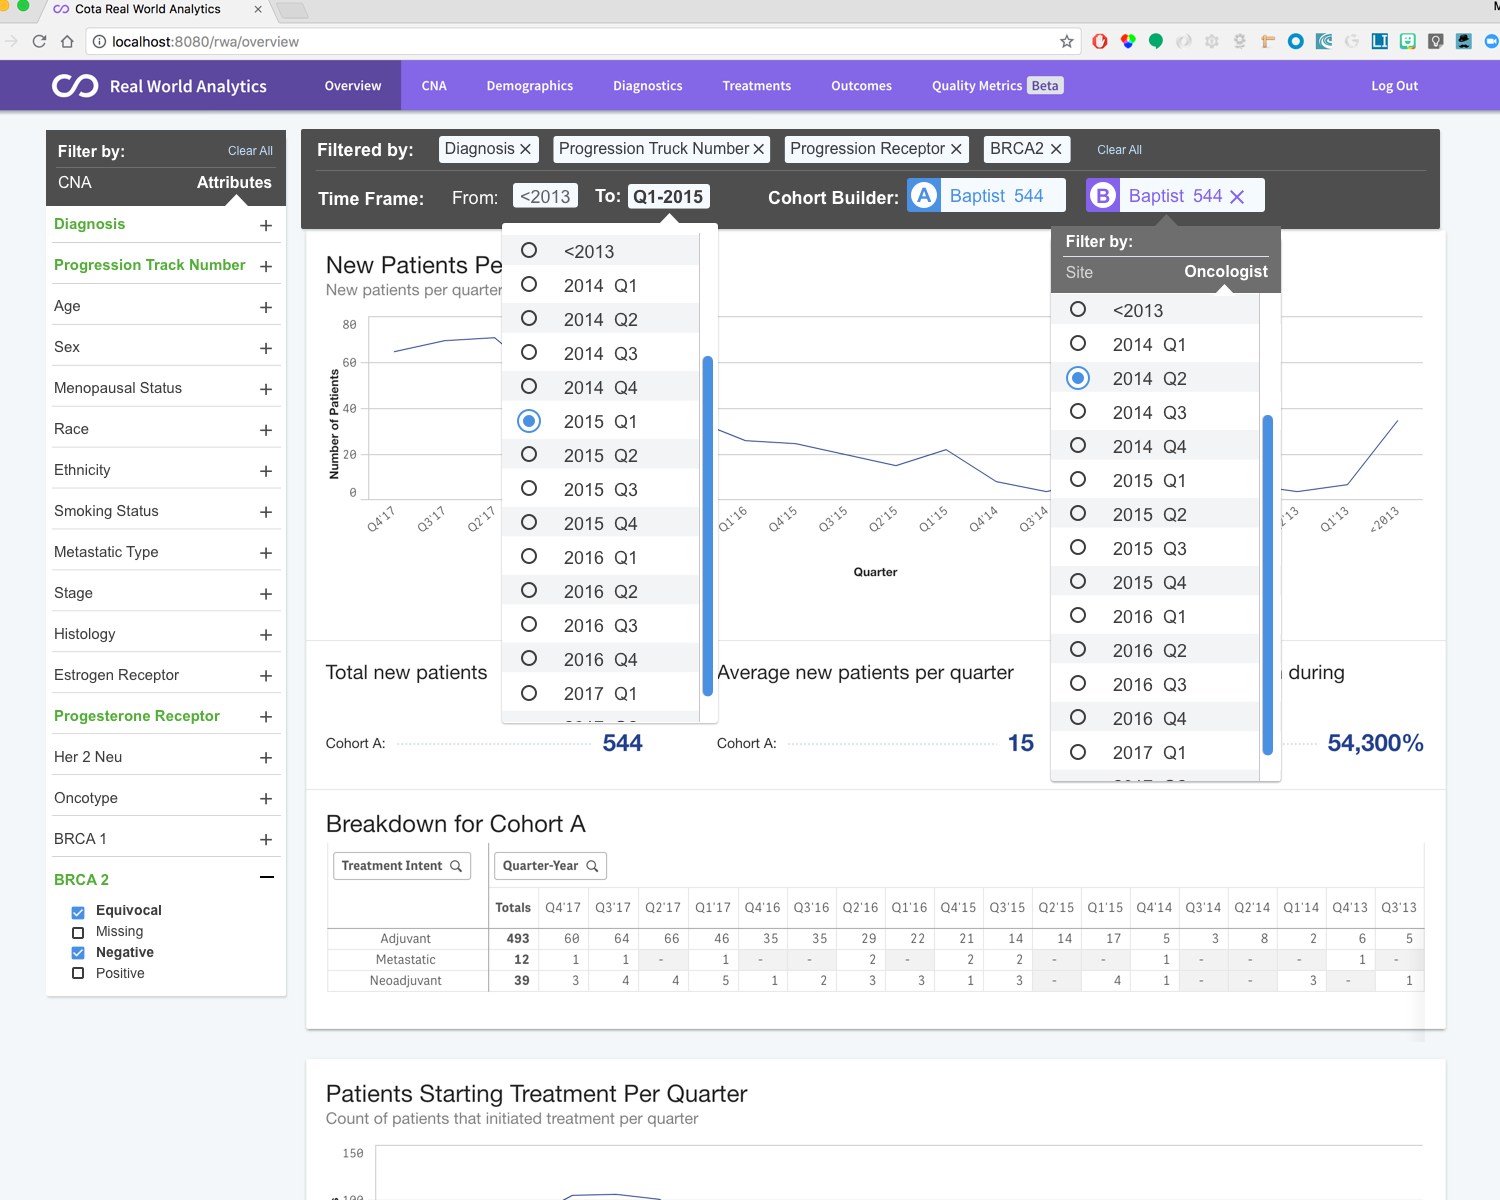 Cota Real World Analytics
localhost:8080/rwa/overview
Real World Analytics
Overview
CNA
Demographics
Diagnostics
Treatments
Outcomes
Quality Metrics Beta
Log Out
Filter by:
Clear All
CNA
Attributes
Diagnosis
Progression Track Number
Age
Sex
Menopausal Status
Race
Ethnicity
Smoking Status
Metastatic Type
Stage
Histology
Estrogen Receptor
Progesterone Receptor
Her 2 Neu
Oncotype
BRCA 1
BRCA 2
Equivocal
Missing
Negative
Positive
Filtered by:
Diagnosis
Progression Truck Number
Progression Receptor
BRCA2
Clear All
Time Frame:
From:
<2013
To:
Q1-2015
Cohort Builder:
A Baptist 544
B Baptist 544
<2013
2014 Q1
2014 Q2
2014 Q3
2014 Q4
2015 Q1
2015 Q2
2015 Q3
2015 Q4
2016 Q1
2016 Q2
2016 Q3
2016 Q4
2017 Q1
Filter by:
Site
Oncologist
<2013
2014 Q1
2014 Q2
2014 Q3
2014 Q4
2015 Q1
2015 Q2
2015 Q3
2015 Q4
2016 Q1
2016 Q2
2016 Q3
2016 Q4
2017 Q1
New Patients Pe
New patients per quarter
Number of Patients
80
60
40
20
0
Q4'17 Q3'17 Q2'17 Q1'16 Q4'15 Q3'15 Q2'15 Q1'15 Q4'14 Q3'14 2'13 Q1'13 <2013
Quarter
Total new patients
Cohort A: 544
Average new patients per quarter
Cohort A: 15
during
54,300%
Breakdown for Cohort A
Treatment Intent
Quarter-Year
Totals Q4'17 Q3'17 Q2'17 Q1'17 Q4'16 Q3'16 Q2'16 Q1'16 Q4'15 Q3'15 Q2'15 Q1'15 Q4'14 Q3'14 Q2'14 Q1'14 Q4'13 Q3'13
Adjuvant 493 60 64 66 46 35 35 29 22 21 14 14 17 5 3 8 2 6 5
Metastatic 12 1 1 - 1 - - 2 - 2 2 - - 1 - - - 1 -
Neoadjuvant 39 3 4 4 5 1 2 3 3 1 3 - 4 1 - - 3 - 1
Patients Starting Treatment Per Quarter
Count of patients that initiated treatment per quarter
150
100